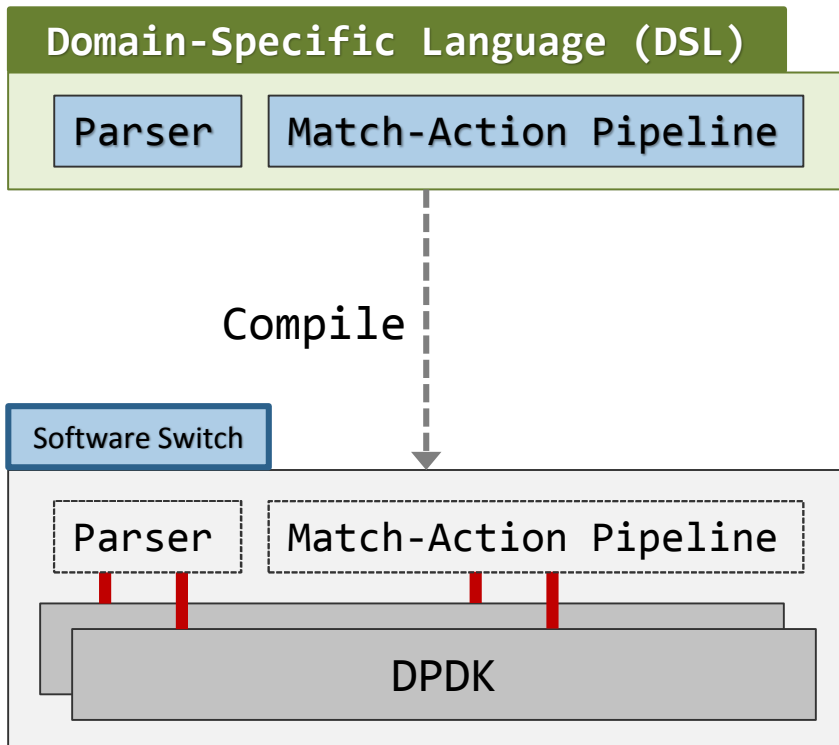 Domain-Specific Language (DSL)
Parser
Match-Action Pipeline
Compile
Software Switch
Parser
Match-Action Pipeline
DPDK